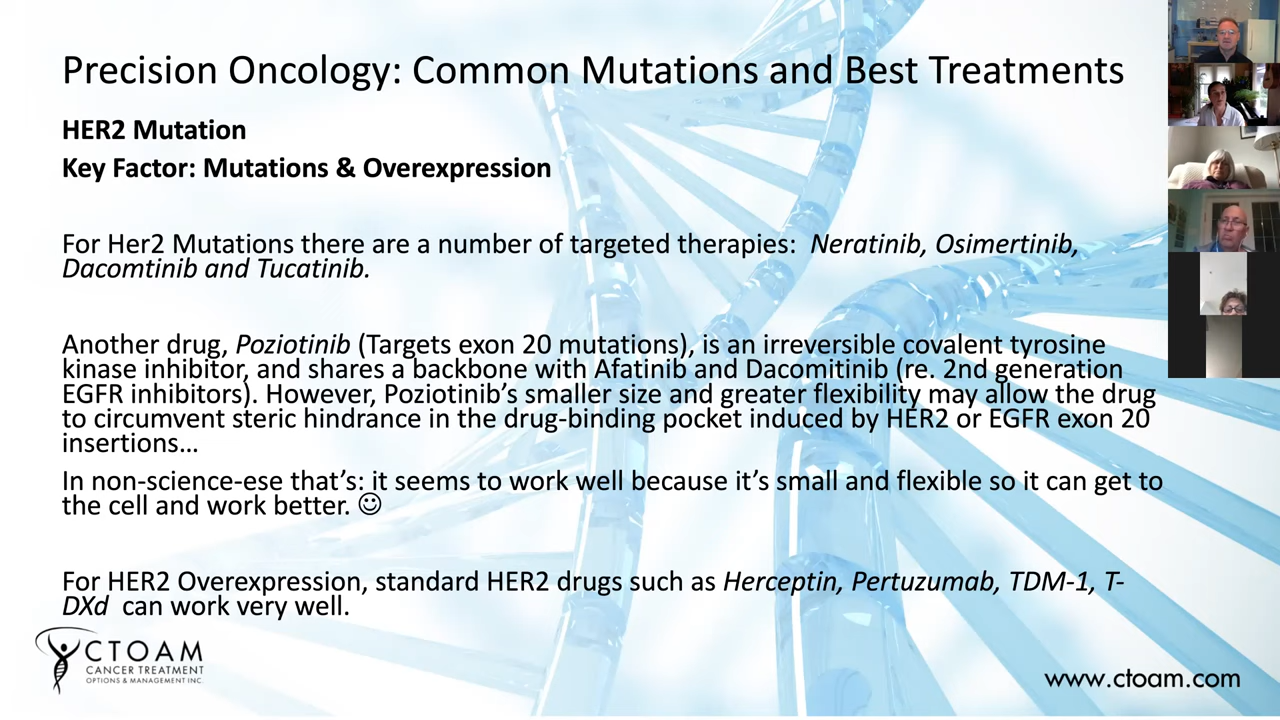 Precision Oncology: Common Mutations and Best Treatments
HER2 Mutation
Key Factor: Mutations & Overexpression
For Her2 Mutations there are a number of targeted therapies: Neratinib, Osimertinib,
Dacomtinib and Tucatinib.
Another drug, Poziotinib (Targets exon 20 mutations), is an irreversible covalent tyrosine
kinase inhibitor, and shares a backbone with Afatinib and Dacomitinib (re. 2nd generation
EGFR inhibitors). However, Poziotinib’s smaller size and greater flexibility may allow the drug
to circumvent steric hindrance in the drug-binding pocket induced by HER2 or EGFR exon 20
insertions…
In non-science-ese that’s: it seems to work well because it’s small and flexible so it can get to
the cell and work better. ☺
For HER2 Overexpression, standard HER2 drugs such as Herceptin, Pertuzumab, TDM-1, T-
DXd can work very well.
CTOAM
CANCER TREATMENT
OPTIONS & MANAGEMENT INC.
www.ctoam.com